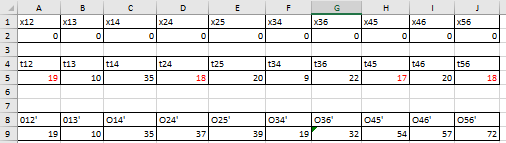 A B C D E F G H I J
1 x12 x13 x14 x24 x25 x34 x36 x45 x46 x56
2 0 0 0 0 0 0 0 0 0 0
3
4 t12 t13 t14 t24 t25 t34 t36 t45 t46 t56
5 19 10 35 18 20 9 22 17 20 18
6
7
8 012' 013' O14' O24' O25' O34' O36' O45' O46' O56'
9 19 10 35 37 39 19 32 54 57 72